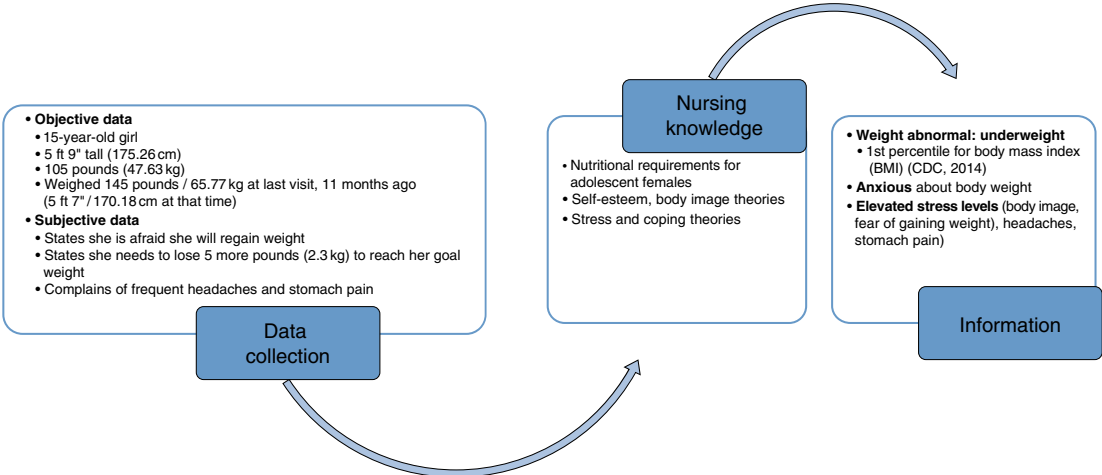 • Objective data
• 15-year-old girl
• 5 ft 9" tall (175.26 cm)
• 105 pounds (47.63 kg)
• Weighed 145 pounds / 65.77 kg at last visit, 11 months ago
(5 ft 7" / 170.18 cm at that time)
• Subjective data
• States she is afraid she will regain weight
• States she needs to lose 5 more pounds (2.3 kg) to reach her goal
weight
• Complains of frequent headaches and stomach pain
Data
collection
Nursing
knowledge
• Nutritional requirements for
adolescent females
• Self-esteem, body image theories
• Stress and coping theories
• Weight abnormal: underweight
• 1st percentile for body mass index
(BMI) (CDC, 2014)
• Anxious about body weight
• Elevated stress levels (body image,
fear of gaining weight), headaches,
stomach pain)
Information